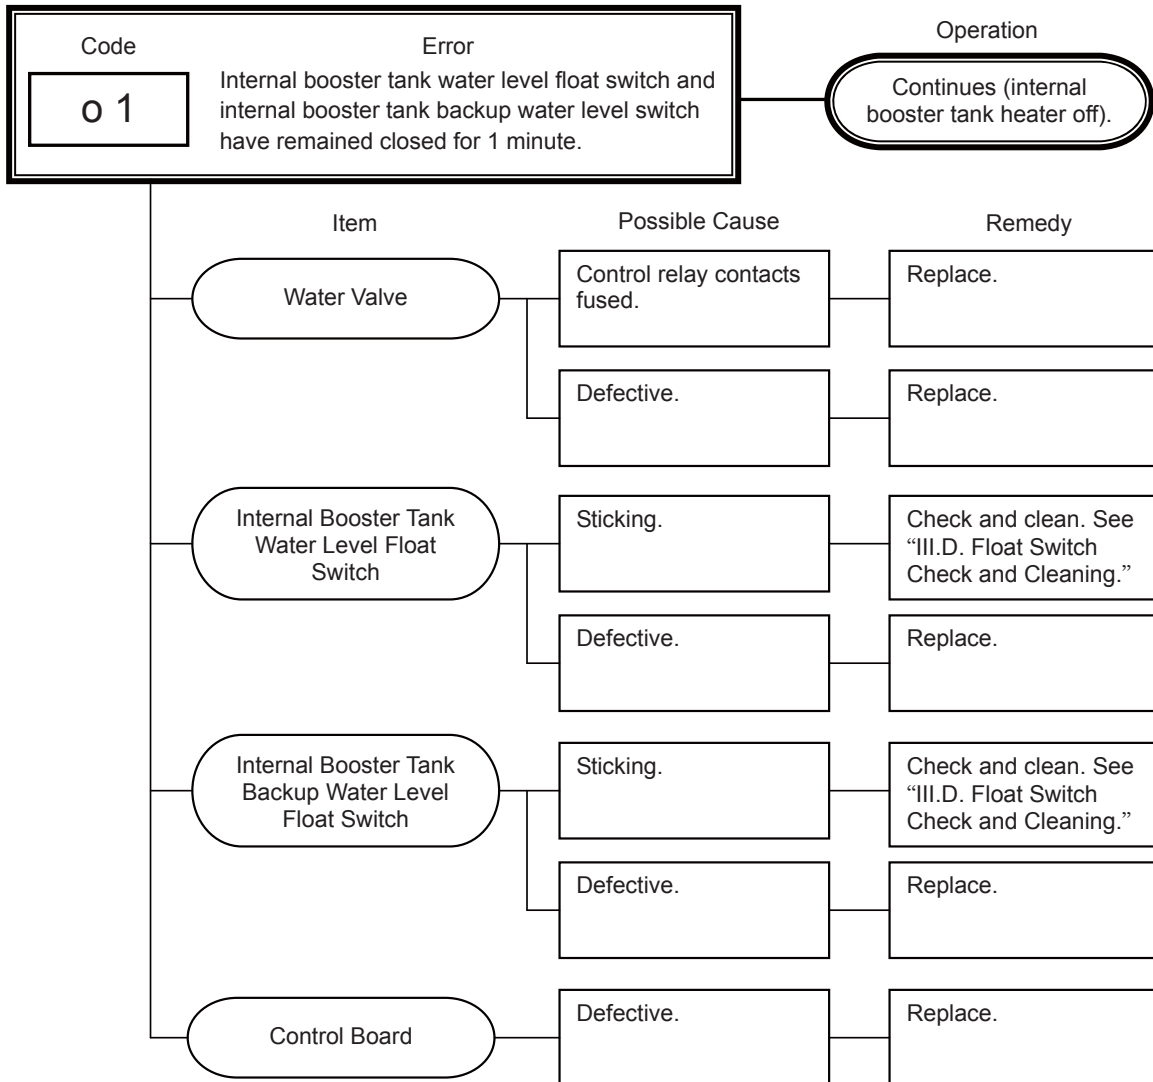 Code
Error
Operation
o 1
Internal booster tank water level float switch and
internal booster tank backup water level switch
have remained closed for 1 minute.
Continues (internal
booster tank heater off).
Item
Possible Cause
Remedy
Water Valve
Control relay contacts
fused.
Replace.
Defective.
Replace.
Internal Booster Tank
Water Level Float
Switch
Sticking.
Check and clean. See
“III.D. Float Switch
Check and Cleaning.”
Defective.
Replace.
Internal Booster Tank
Backup Water Level
Float Switch
Sticking.
Check and clean. See
“III.D. Float Switch
Check and Cleaning.”
Defective.
Replace.
Control Board
Defective.
Replace.